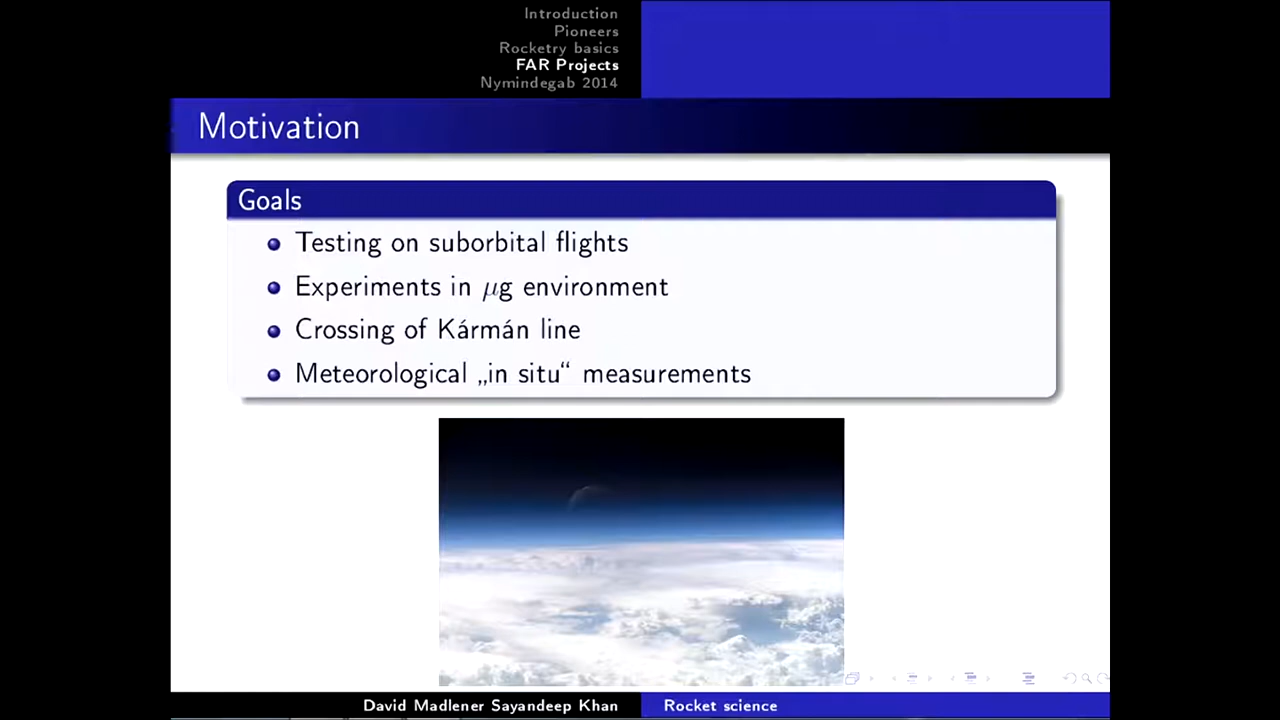 Introduction
Pioneers
Rocketry basics
FAR Projects
Nymindegab 2014
Motivation
Goals
Testing on suborbital flights
Experiments in μg environment
Crossing of Kármán line
Meteorological „in situ“ measurements
David Madlener Sayandeep Khan
Rocket science